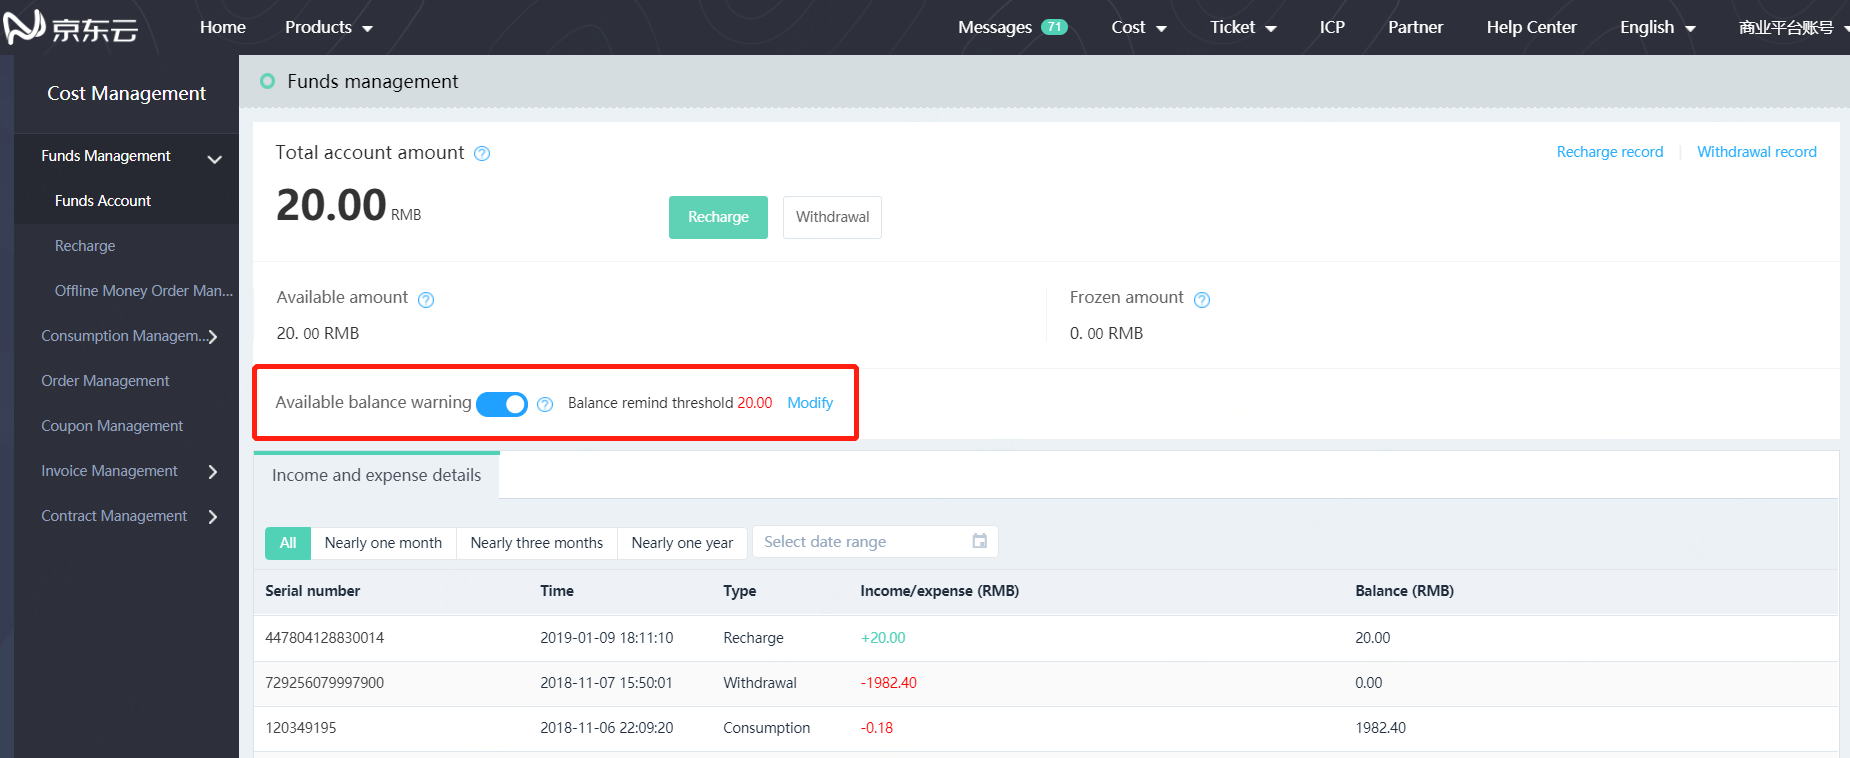 京东云 Home Products Messages 71 Cost Ticket ICP Partner Help Center English 商业平台账号
Cost Management
Funds Management
Funds Account
Recharge
Offline Money Order Man...
Consumption Managem...
Order Management
Coupon Management
Invoice Management
Contract Management
Funds management
Total account amount ? Recharge record Withdrawal record
20.00 RMB Recharge Withdrawal
Available amount ? Frozen amount ?
20. 00 RMB 0. 00 RMB
Available balance warning ? Balance remind threshold 20.00 Modify
Income and expense details
All Nearly one month Nearly three months Nearly one year Select date range
Serial number Time Type Income/expense (RMB) Balance (RMB)
447804128830014 2019-01-09 18:11:10 Recharge +20.00 20.00
729256079997900 2018-11-07 15:50:01 Withdrawal -1982.40 0.00
120349195 2018-11-06 22:09:20 Consumption -0.18 1982.40